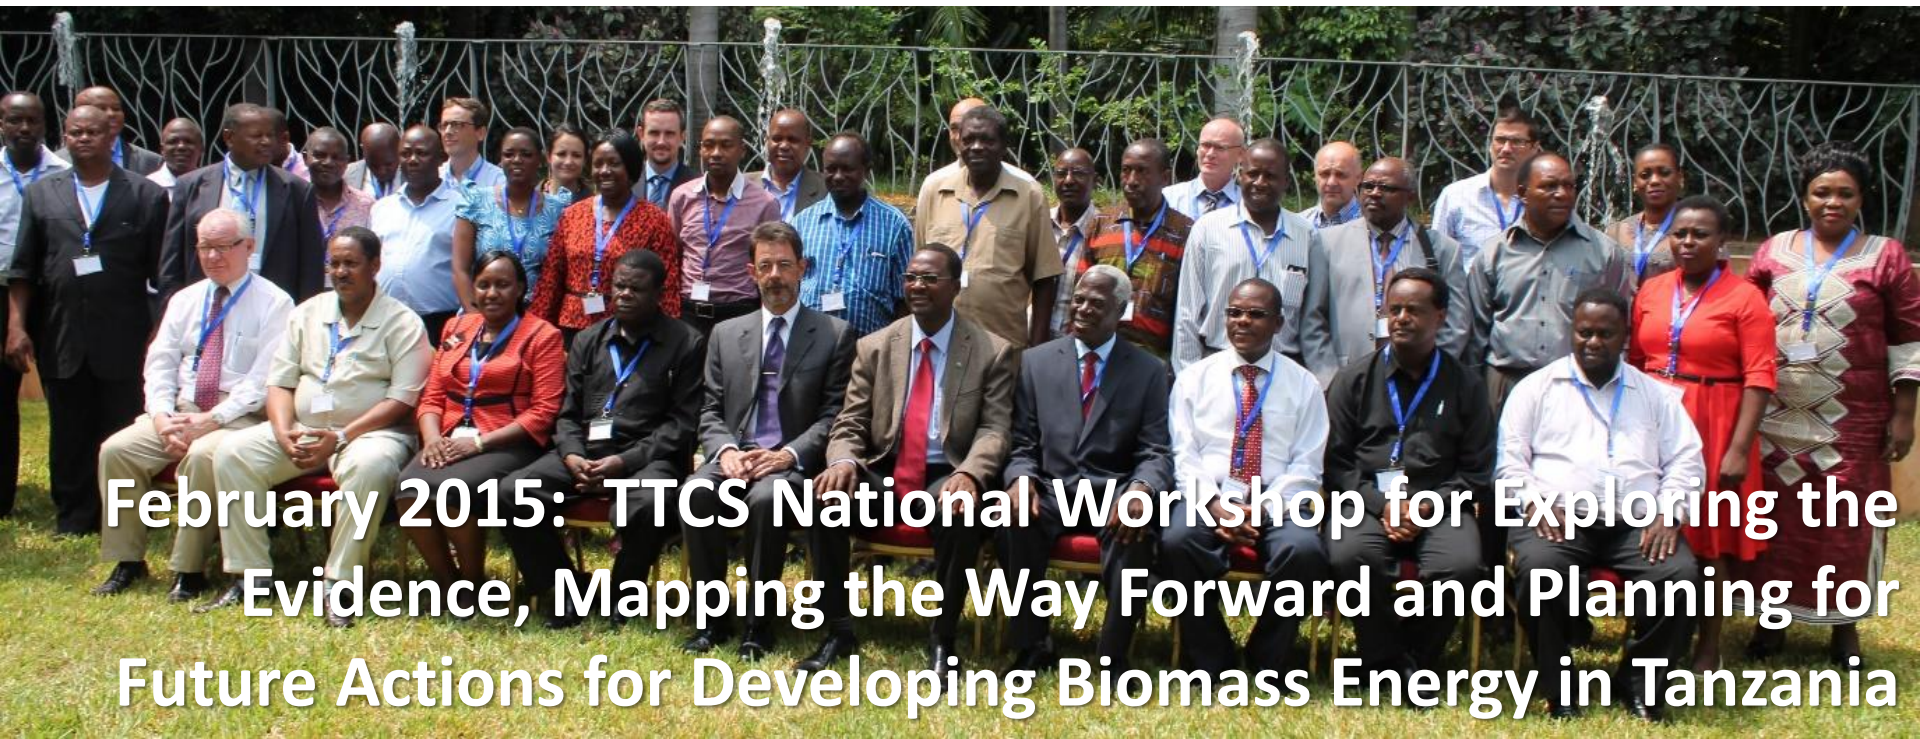 February 2015: TTCS National Workshop for Exploring the
Evidence, Mapping the Way Forward and Planning for
Future Actions for Developing Biomass Energy in Tanzania